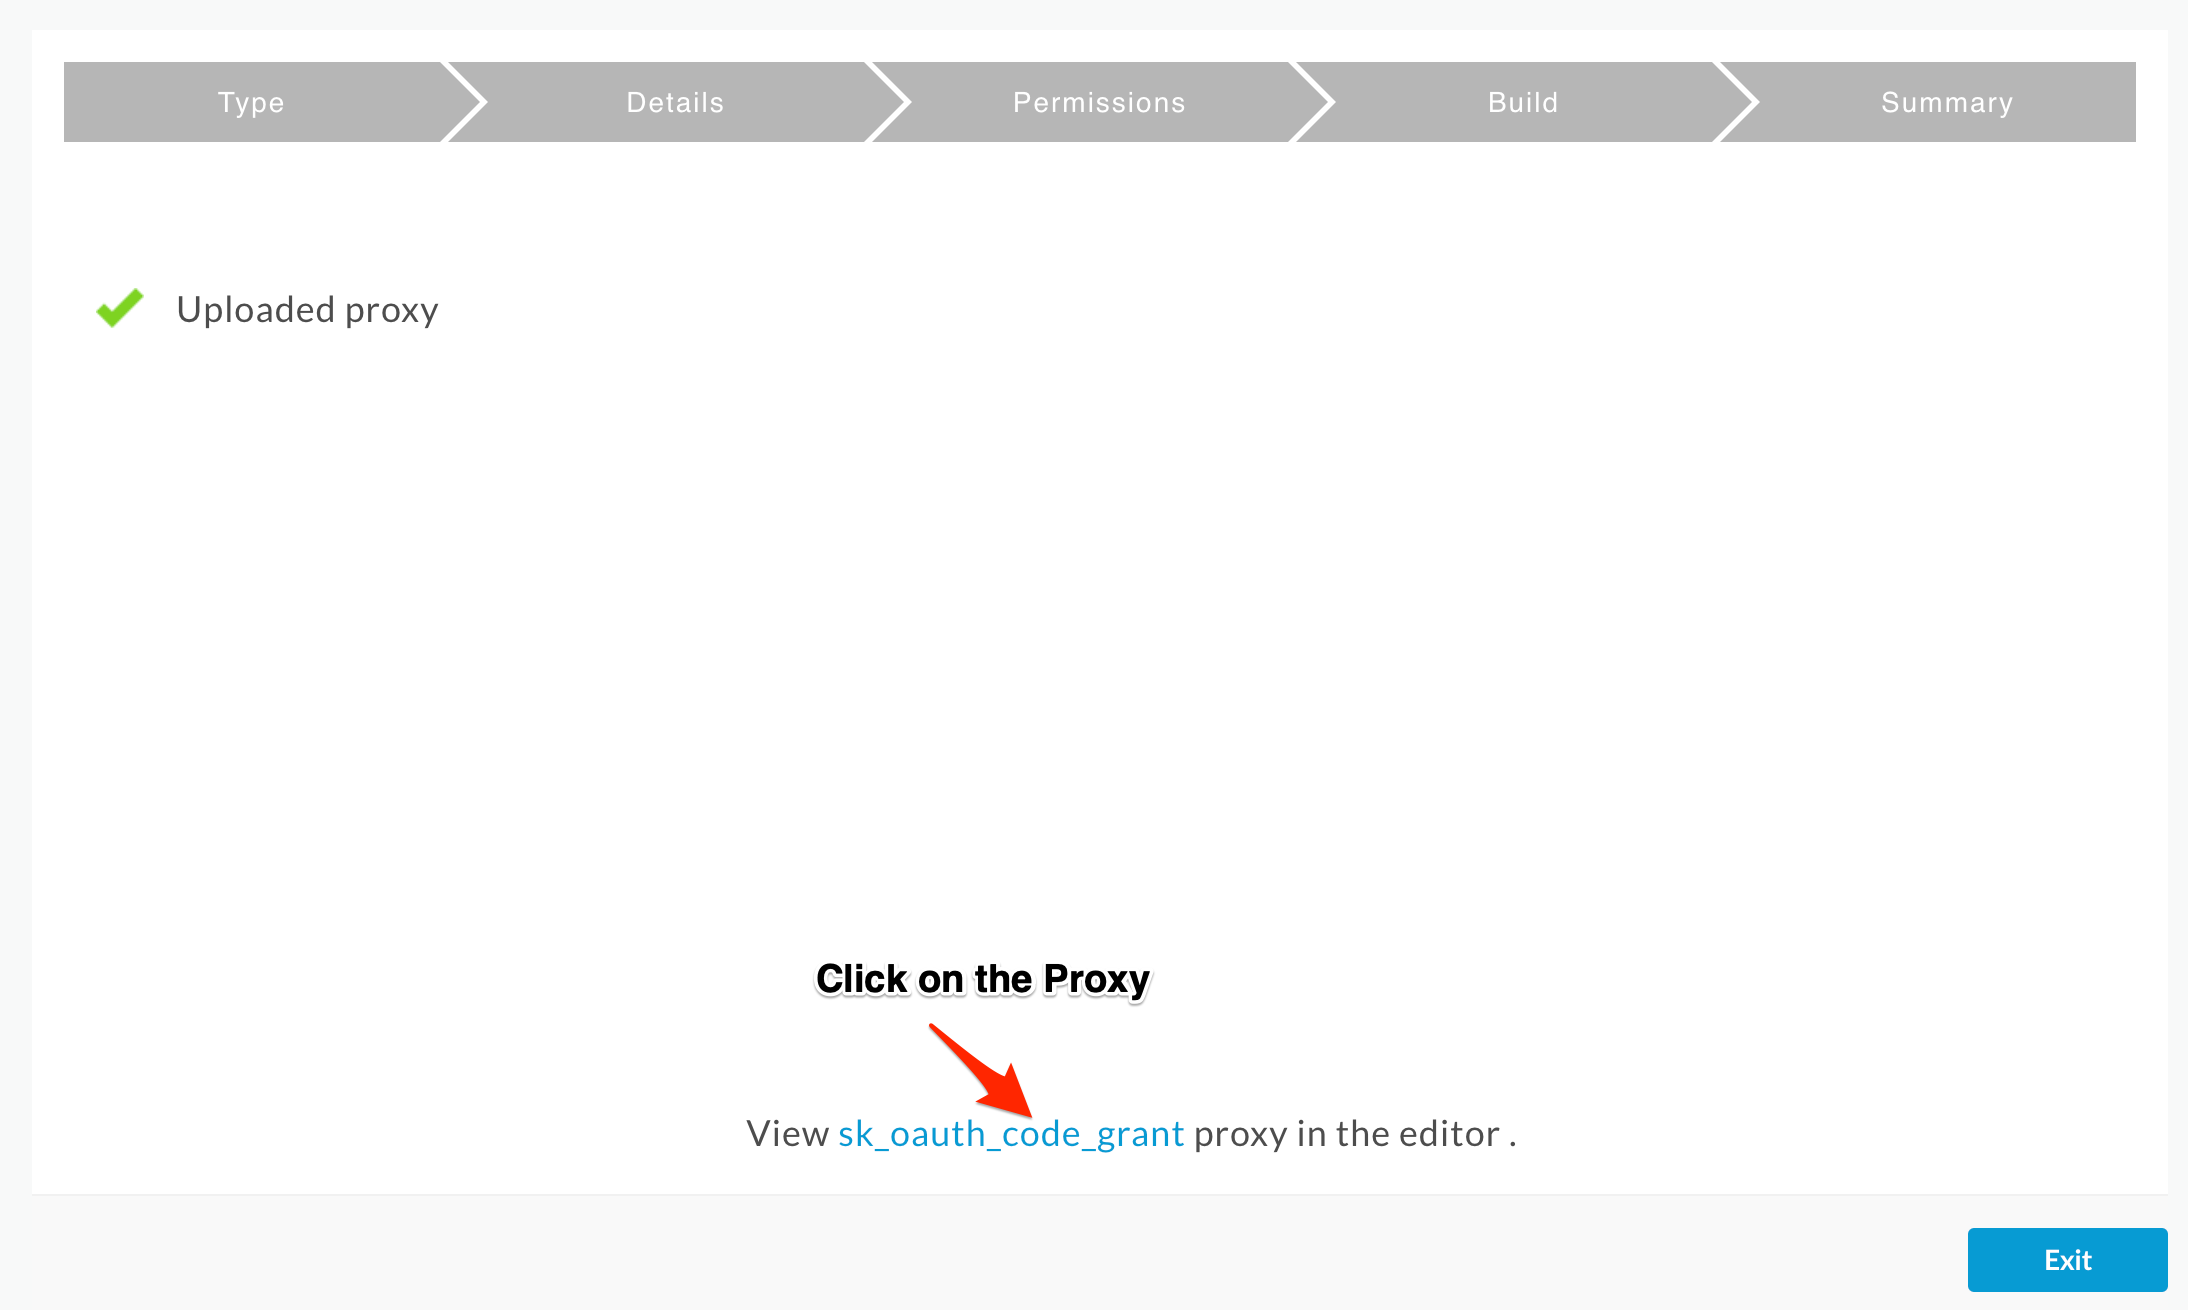 Type Details Permissions Build Summary
Uploaded proxy
Click on the Proxy
View sk_oauth_code_grant proxy in the editor .
Exit